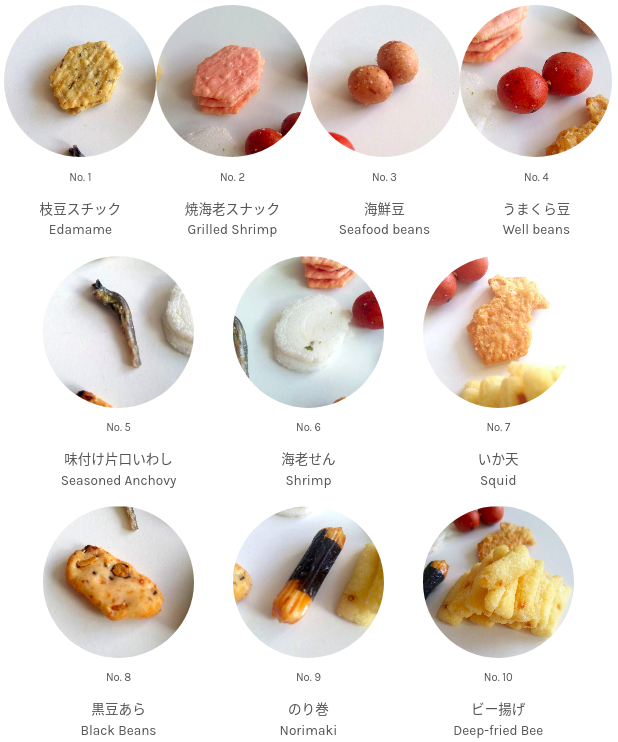 No. 1
枝豆スチック
Edamame
No. 2
焼海老スナック
Grilled Shrimp
No. 3
海鮮豆
Seafood beans
No. 4
うまくら豆
Well beans
No. 5
味付け片口いわし
Seasoned Anchovy
No. 6
海老せん
Shrimp
No. 7
いか天
Squid
No. 8
黒豆あら
Black Beans
No. 9
のり巻
Norimaki
No. 10
ビー揚げ
Deep-fried Bee